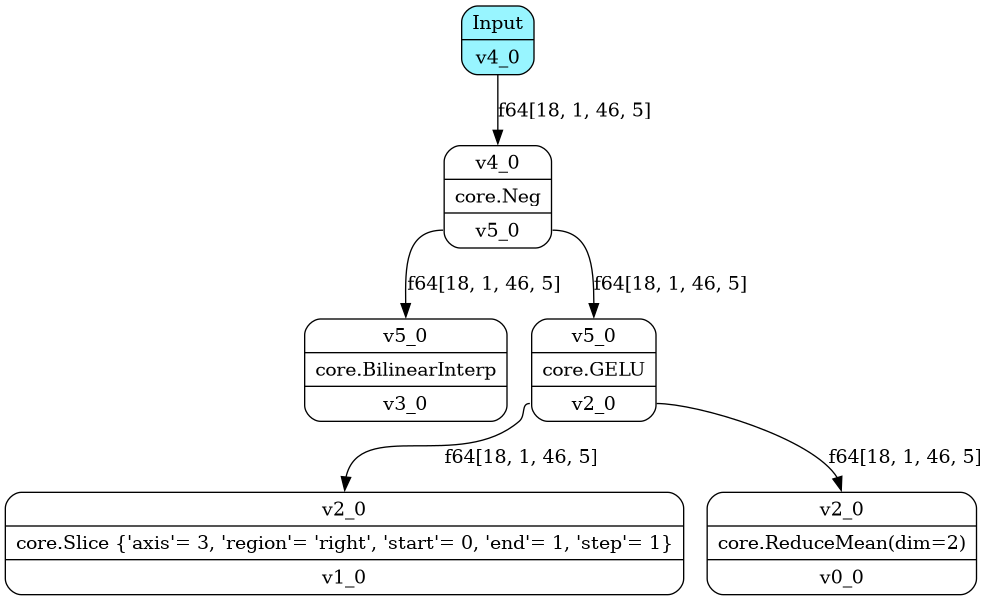 Input
v4_0
f64[18, 1, 46, 5]
v4_0
core.Neg
v5_0
f64[18, 1, 46, 5]
f64[18, 1, 46, 5]
v5_0
core.BilinearInterp
v3_0
v5_0
core.GELU
v2_0
f64[18, 1, 46, 5]
f64[18, 1, 46, 5]
v2_0
core.Slice {'axis'= 3, 'region'= 'right', 'start'= 0, 'end'= 1, 'step'= 1}
v1_0
v2_0
core.ReduceMean(dim=2)
v0_0